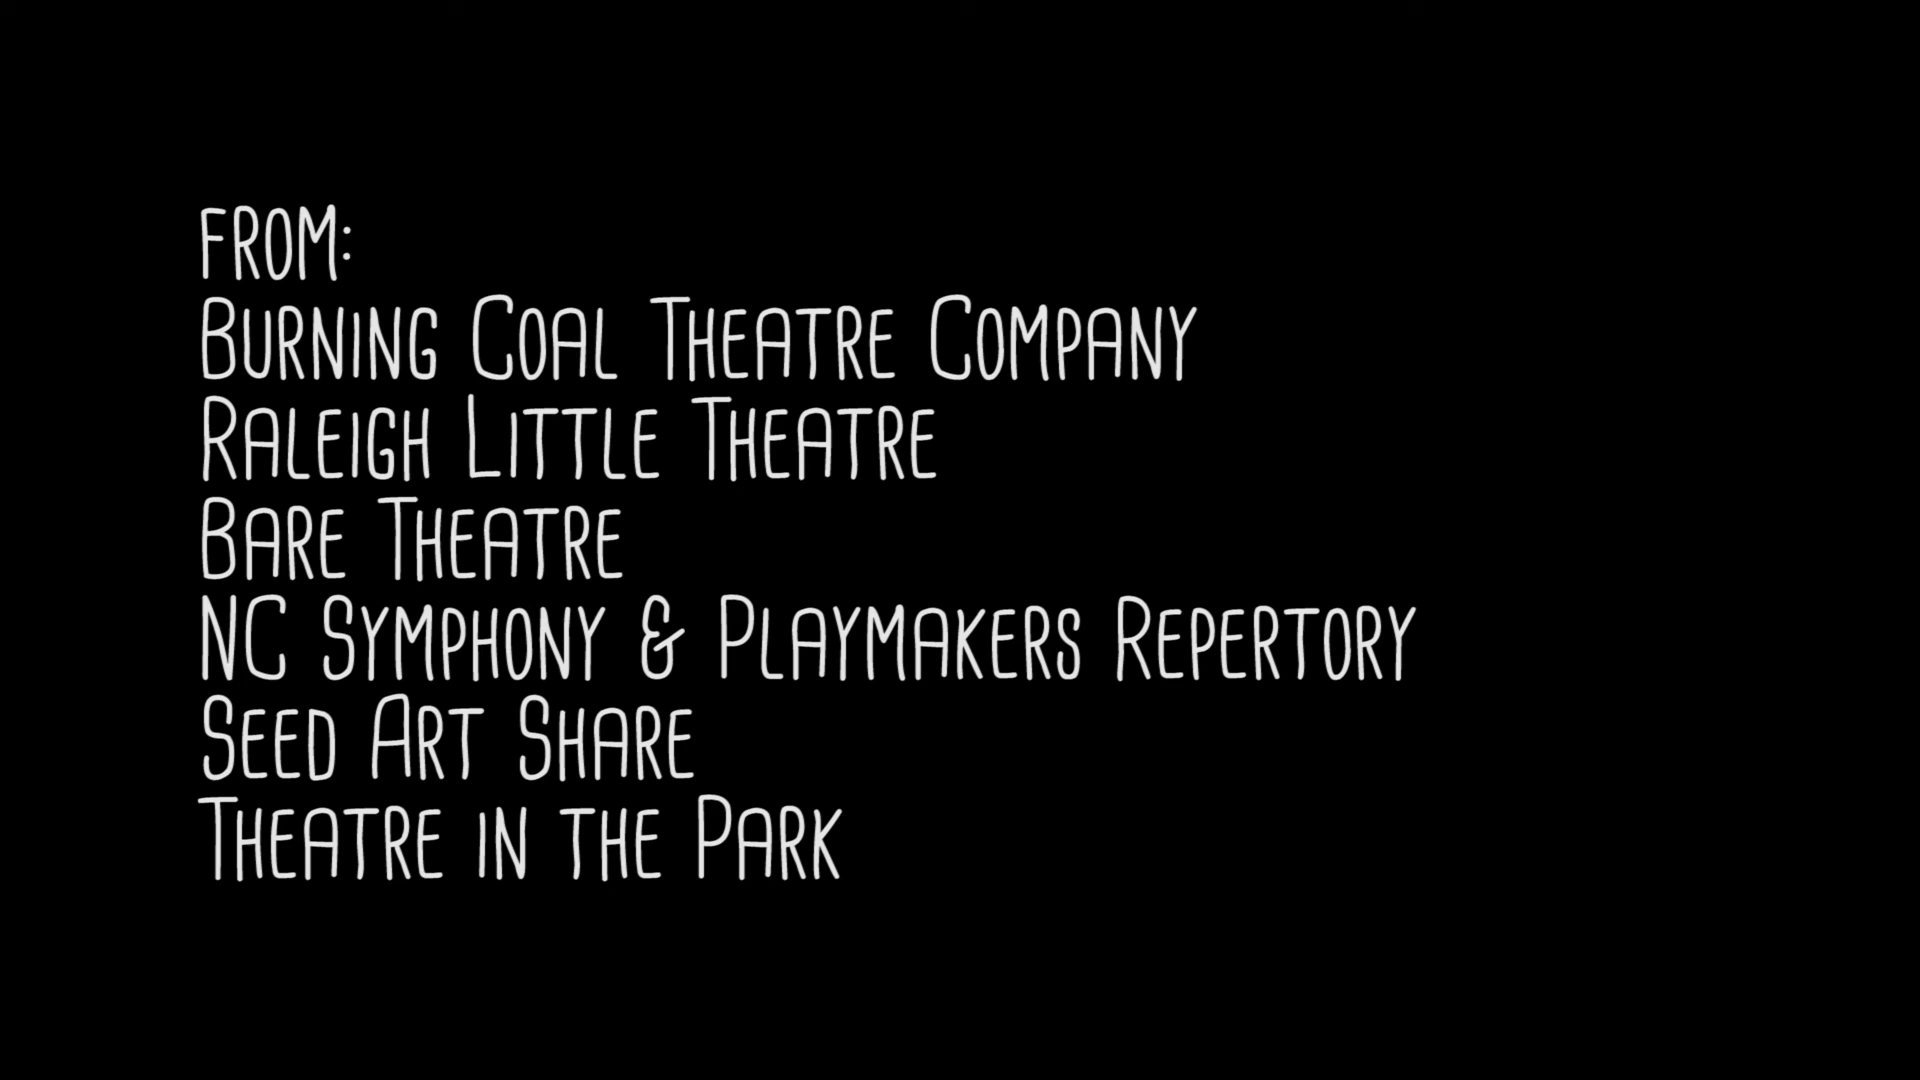 FROM:
BURNING COAL THEATRE COMPANY
RALEIGH LITTLE THEATRE
BARE THEATRE
NC SYMPHONY & PLAYMAKERS REPERTORY
SEED ART SHARE
THEATRE IN THE PARK